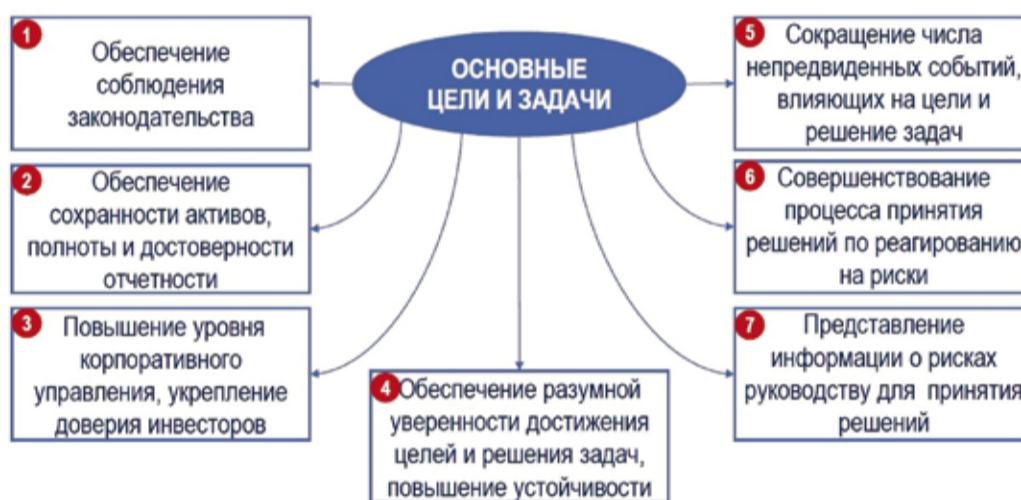 ОСНОВНЫЕ
ЦЕЛИ И ЗАДАЧИ
1
Обеспечение
соблюдения
законодательства
2
Обеспечение
сохранности активов,
полноты и достоверности
отчетности
3
Повышение уровня
корпоративного
управления, укрепление
доверия инвесторов
4
Обеспечение разумной
уверенности достижения
целей и решения задач,
повышение устойчивости
5
Сокращение числа
непредвиденных событий,
влияющих на цели и
решение задач
6
Совершенствование
процесса принятия
решений по реагированию
на риски
7
Представление
информации о рисках
руководству для принятия
решений